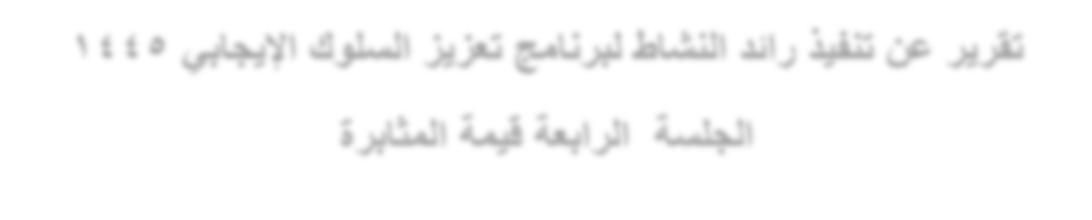 تقرير عن تنفيذ رائد النشاط لبرنامج تعزيز السلوك الإيجابي ١٤٤٥
الجلسة الرابعة قيمة المثابرة